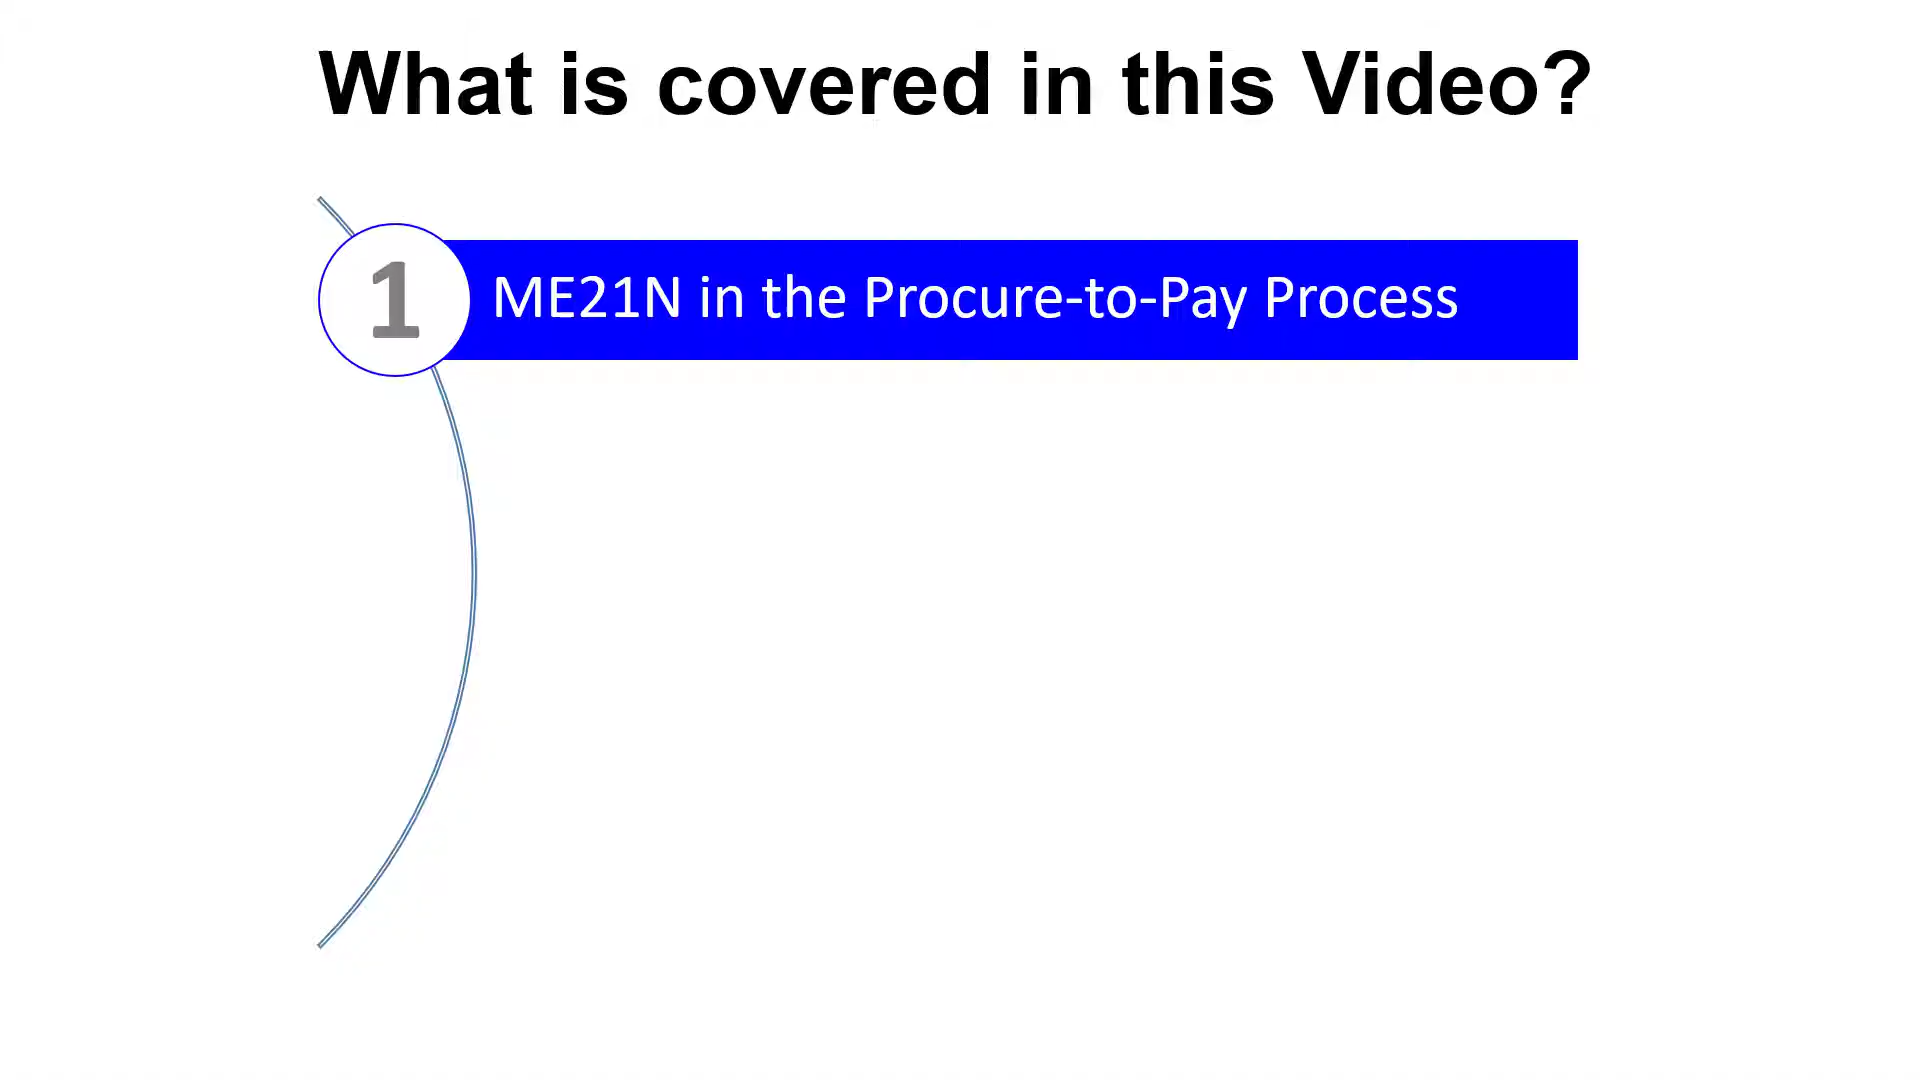 What is covered in this Video?
1
ME21N in the Procure-to-Pay Process